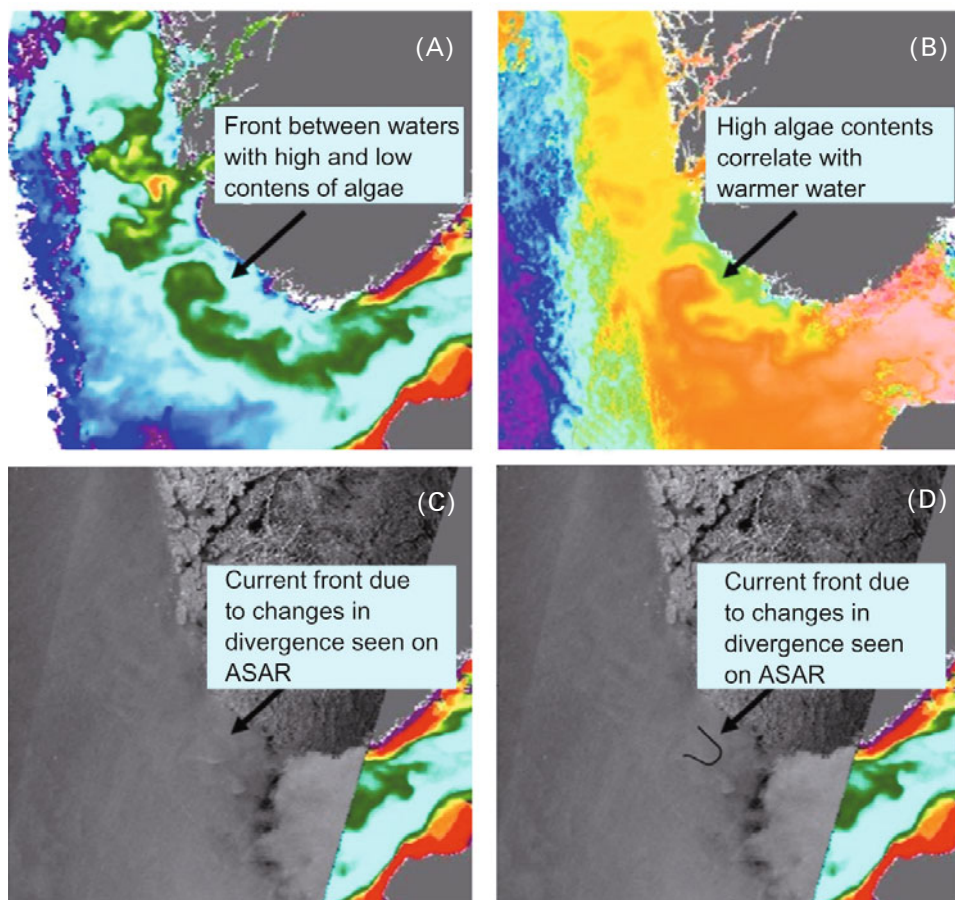 (A)
Front between waters
with high and low
contens of algae
(B)
High algae contents
correlate with
warmer water
(C)
Current front due
to changes in
divergence seen on
ASAR
(D)
Current front due
to changes in
divergence seen
on ASAR